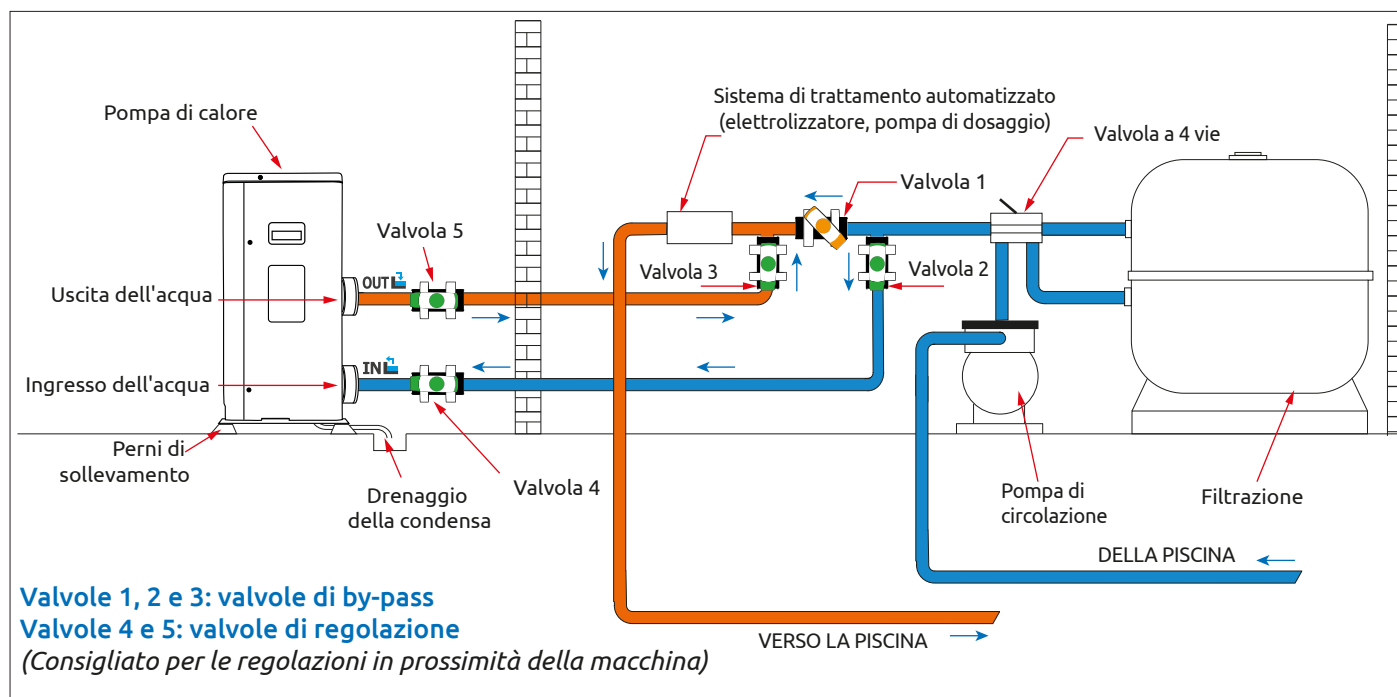 Pompa di calore
Sistema di trattamento automatizzato
(elettrolizzatore, pompa di dosaggio)
Valvola a 4 vie
Valvola 1
Valvola 5
Valvola 3
Valvola 2
OUT
Uscita dell'acqua
IN
Ingresso dell'acqua
Perni di
sollevamento
Drenaggio
della condensa
Valvola 4
Pompa di
circolazione
Filtrazione
DELLA PISCINA
VERSO LA PISCINA
Valvole 1, 2 e 3: valvole di by-pass
Valvole 4 e 5: valvole di regolazione
(Consigliato per le regolazioni in prossimità della macchina)